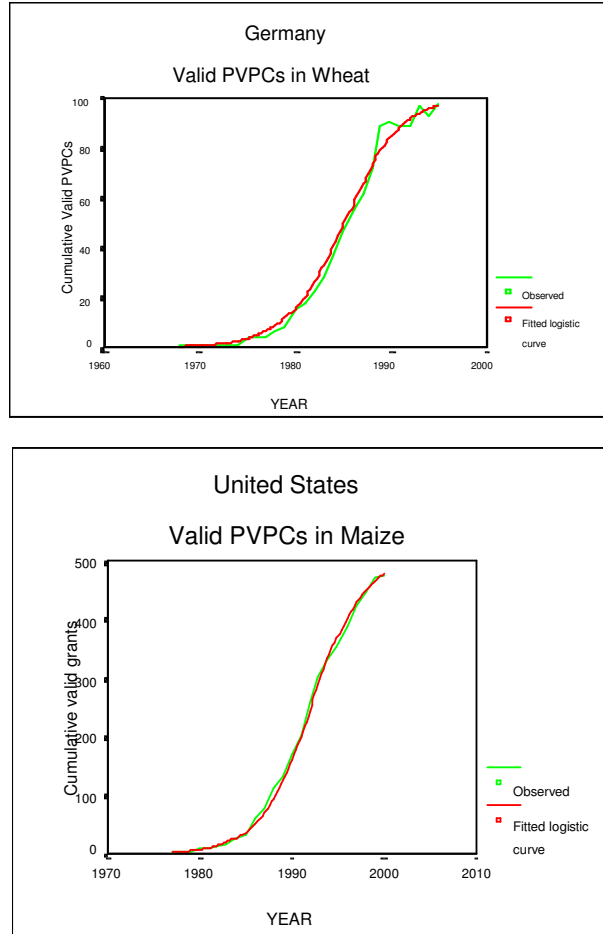 Germany
Valid PVPCs in Wheat
Cumulative Valid PVPCs
100
80
60
40
20
0
1960
1970
1980
1990
2000
YEAR
Observed
Fitted logistic
curve
United States
Valid PVPCs in Maize
Cumulative valid grants
500
400
300
200
100
0
1970
1980
1990
2000
2010
YEAR
Observed
Fitted logistic
curve